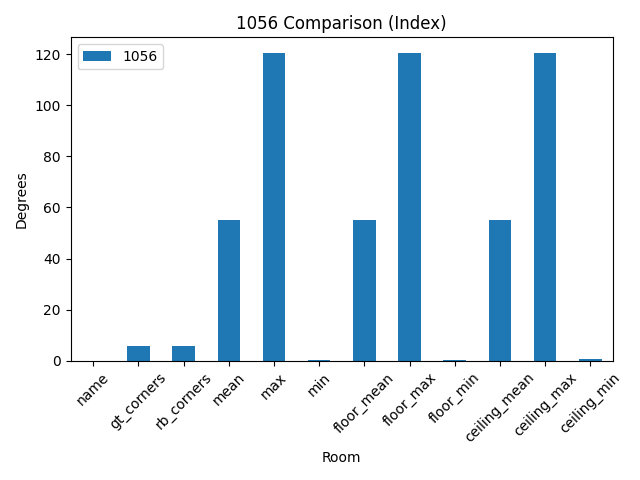 1056 Comparison (Index)
1056
120
100
80
60
40
20
0
Degrees
name
gt_corners
rb_corners
mean
max
min
floor_mean
floor_max
floor_min
ceiling_mean
ceiling_max
ceiling_min
Room